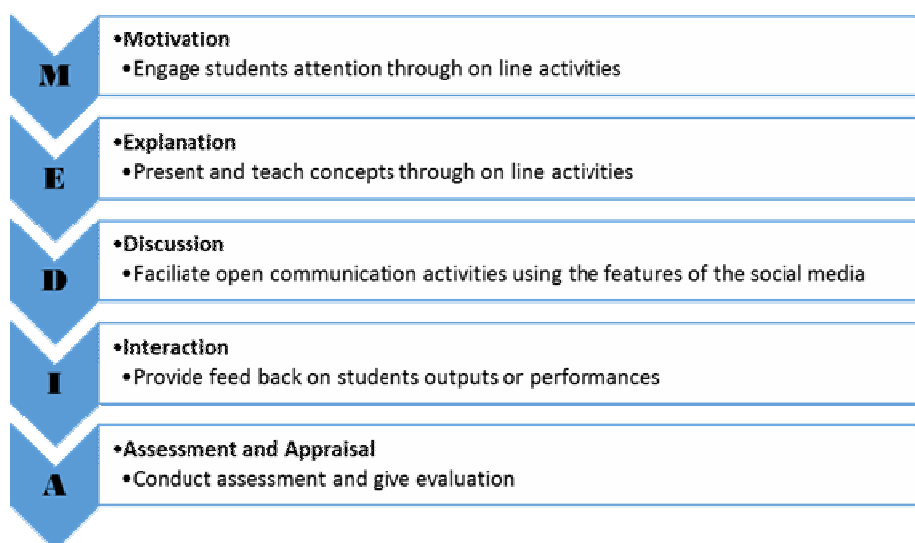 M
•Motivation
•Engage students attention through on line activities
E
•Explanation
•Present and teach concepts through on line activities
D
•Discussion
•Faciliate open communication activities using the features of the social media
I
•Interaction
•Provide feed back on students outputs or performances
A
•Assessment and Appraisal
•Conduct assessment and give evaluation